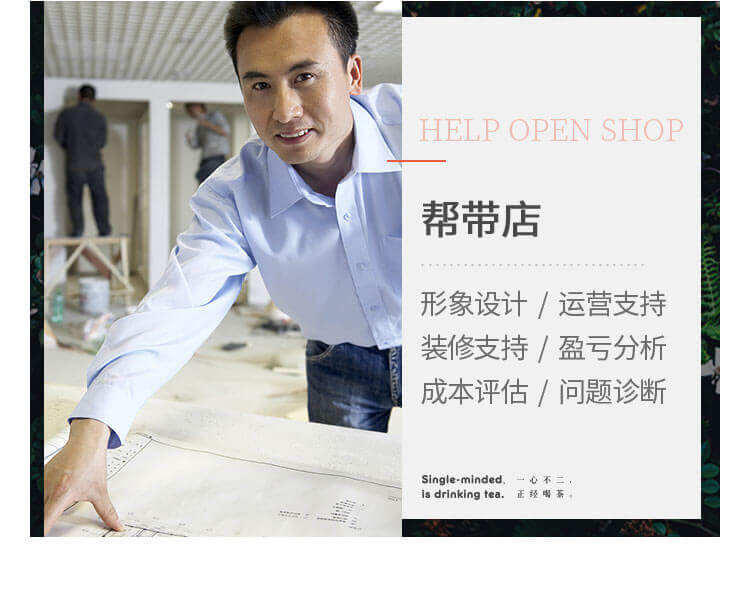 HELP OPEN SHOP
帮带店
形象设计 / 运营支持
装修支持 / 盈亏分析
成本评估 / 问题诊断
Single-minded. 一心不二，
is drinking tea. 正经喝茶。